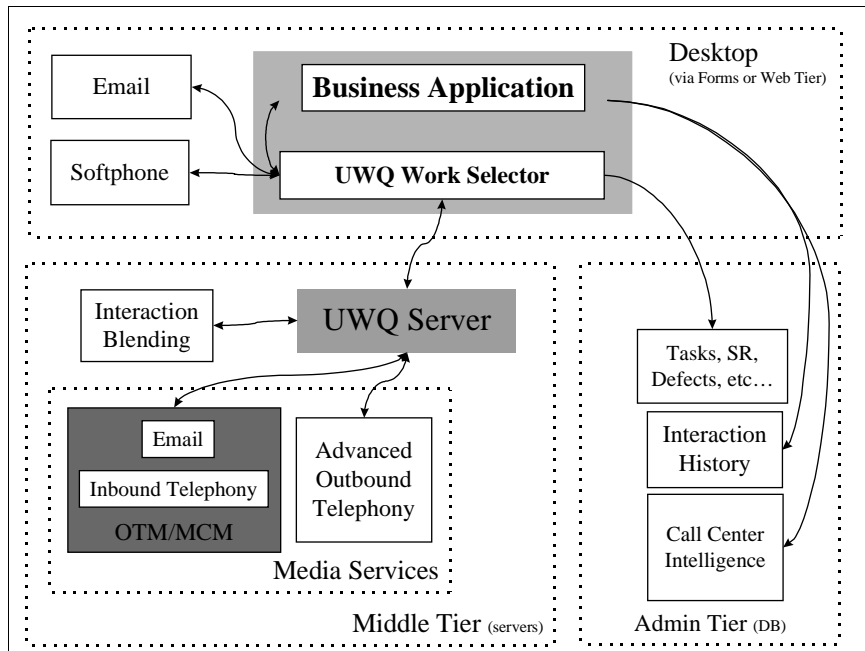 Desktop
(via Forms or Web Tier)
Email
Business Application
Softphone
UWQ Work Selector
Interaction
Blending
UWQ Server
Email
Inbound Telephony
OTM/MCM
Advanced
Outbound
Telephony
Media Services
Middle Tier (servers)
Tasks, SR,
Defects, etc…
Interaction
History
Call Center
Intelligence
Admin Tier (DB)